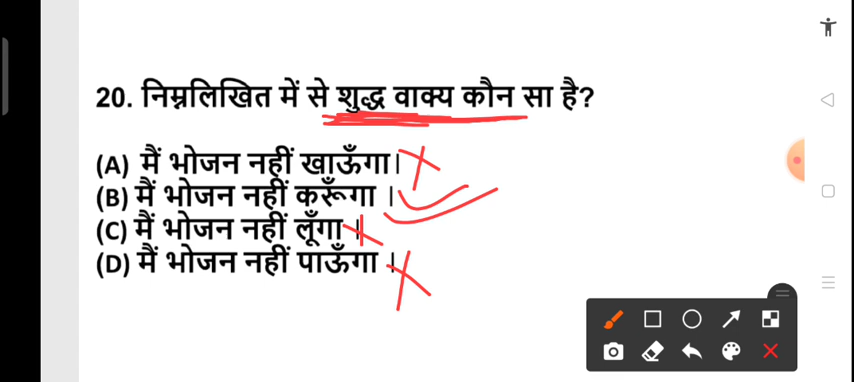 20. निम्नलिखित में से शुद्ध वाक्य कौन सा है?
(A) मैं भोजन नहीं खाऊँगा।
(B) मैं भोजन नहीं करूँगा ।
(C) मैं भोजन नहीं लूँगा ।
(D) मैं भोजन नहीं पाऊँगा ।